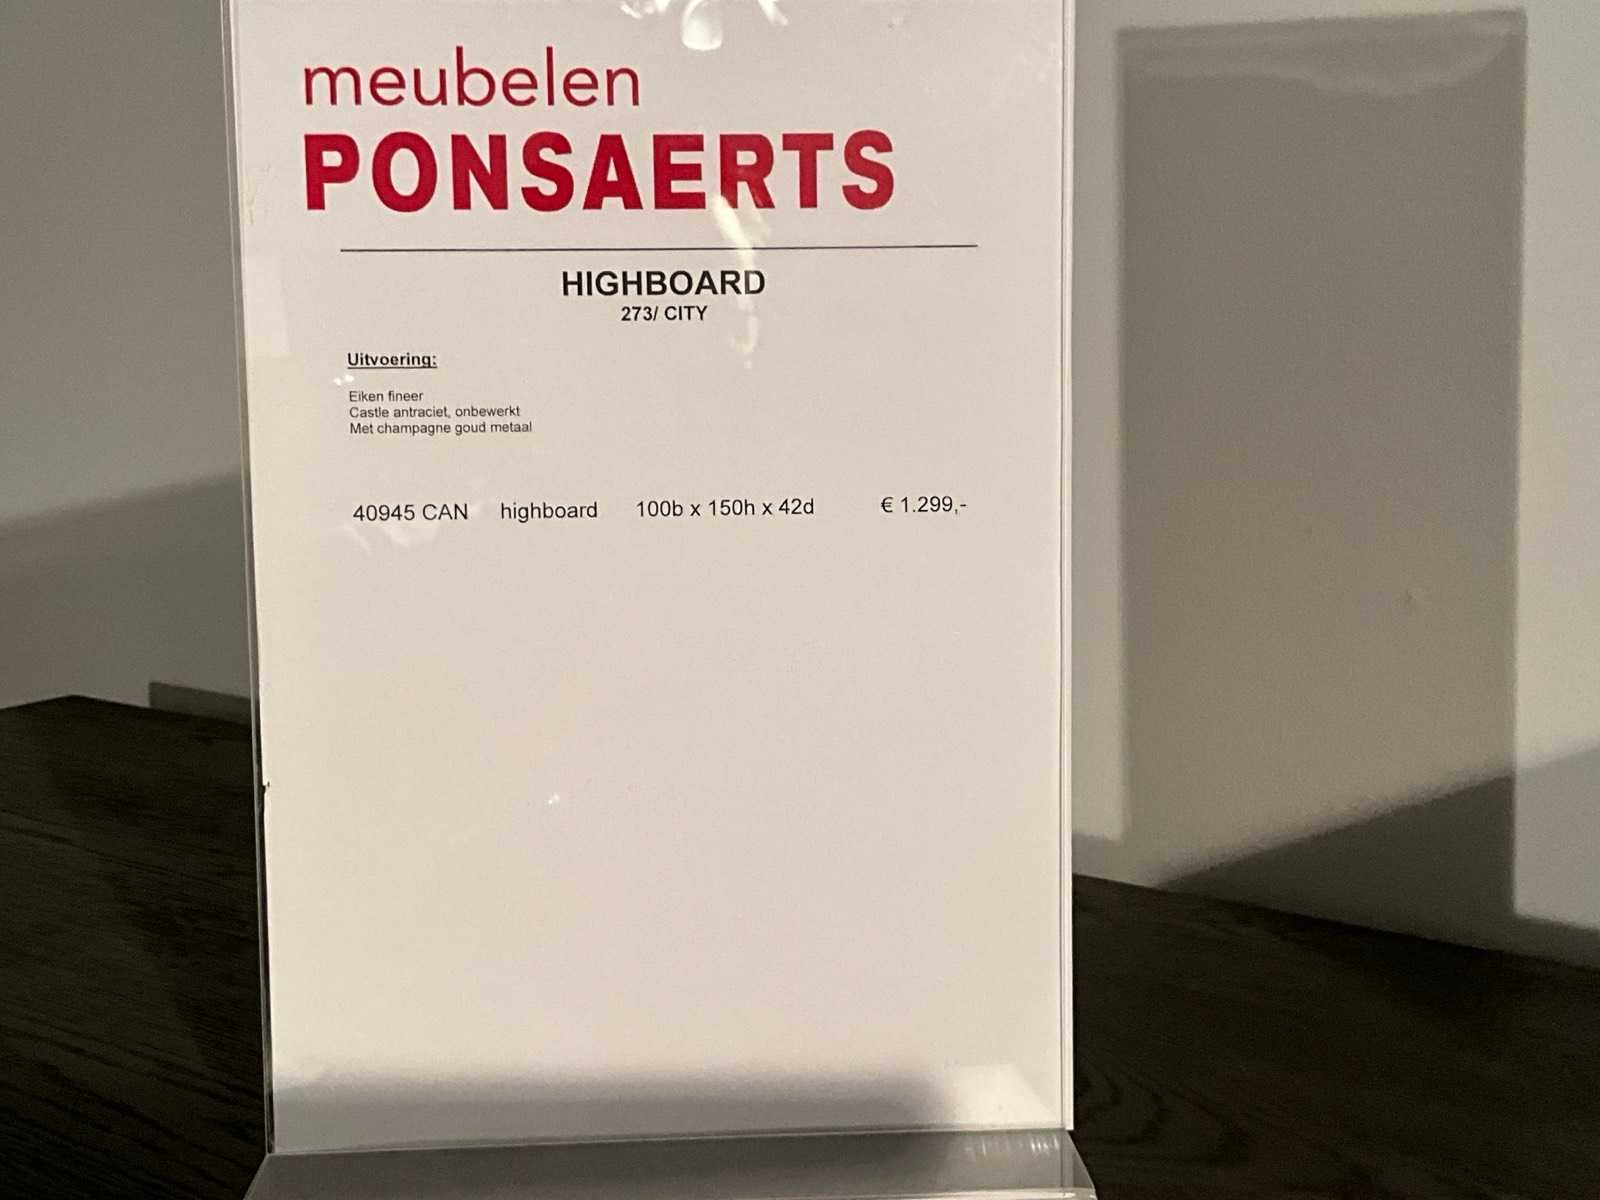 meubelen
PONSAERTS
HIGHBOARD
273/ CITY
Uitvoering:
Eiken fineer
Castle antraciet, onbewerkt
Met champagne goud metaal
40945 CAN highboard 100b x 150h x 42d € 1.299,-